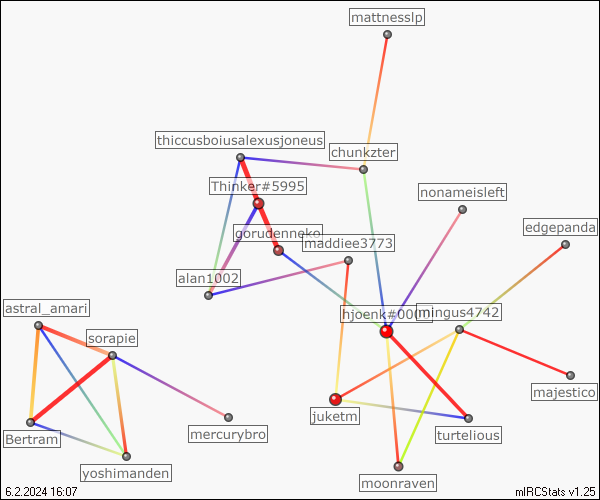 mattnesslp
thiccusboiusalexusjoneus
chunkzter
Thinker#5995
nonameisleft
edgepanda
gorudenneko
maddiee3773
alan1002
astral_amari
hjoenk#000
mingus4742
sorapie
majestico
juketm
mercurybro
turtelious
Bertram
yoshimanden
moonraven
6.2.2024 16:07
mIRCStats v1.25